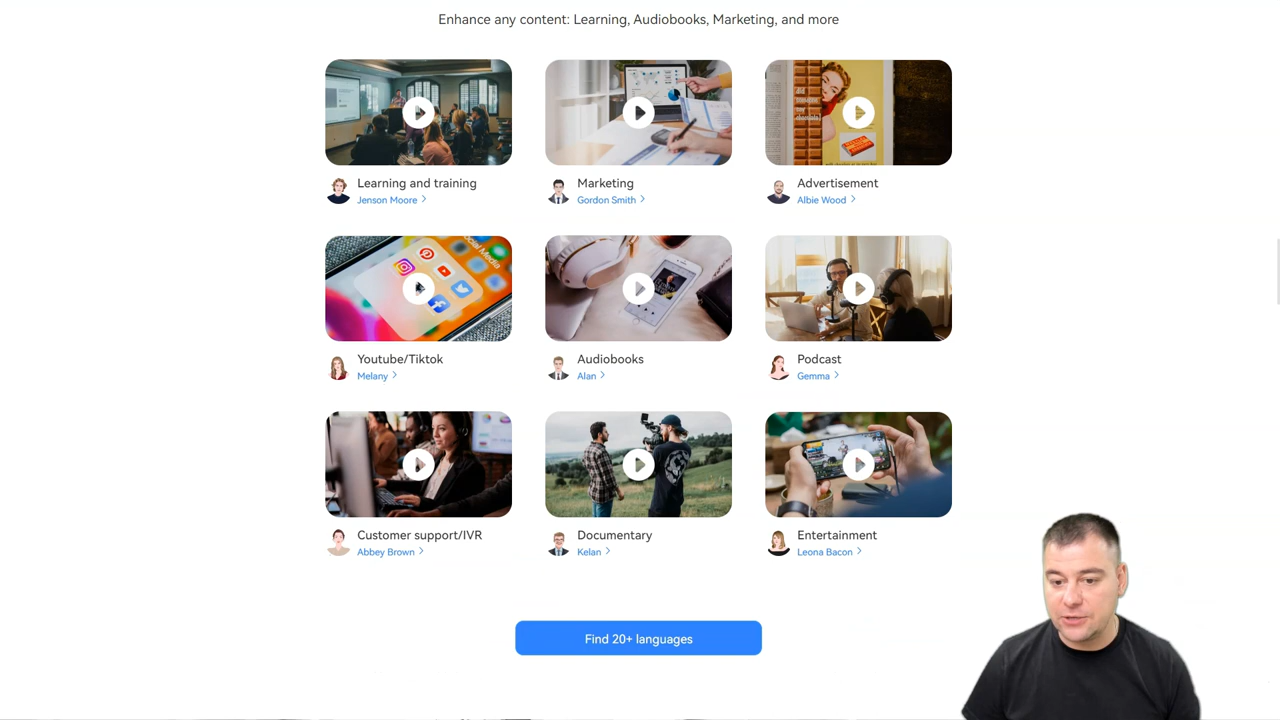 Enhance any content: Learning, Audiobooks, Marketing, and more
Learning and training
Jenson Moore
Marketing
Gordon Smith
Advertisement
Albie Wood
Youtube/Tiktok
Melany
Audiobooks
Alan
Podcast
Gemma
Customer support/IVR
Abbey Brown
Documentary
Kelan
Entertainment
Leona Bacon
Find 20+ languages